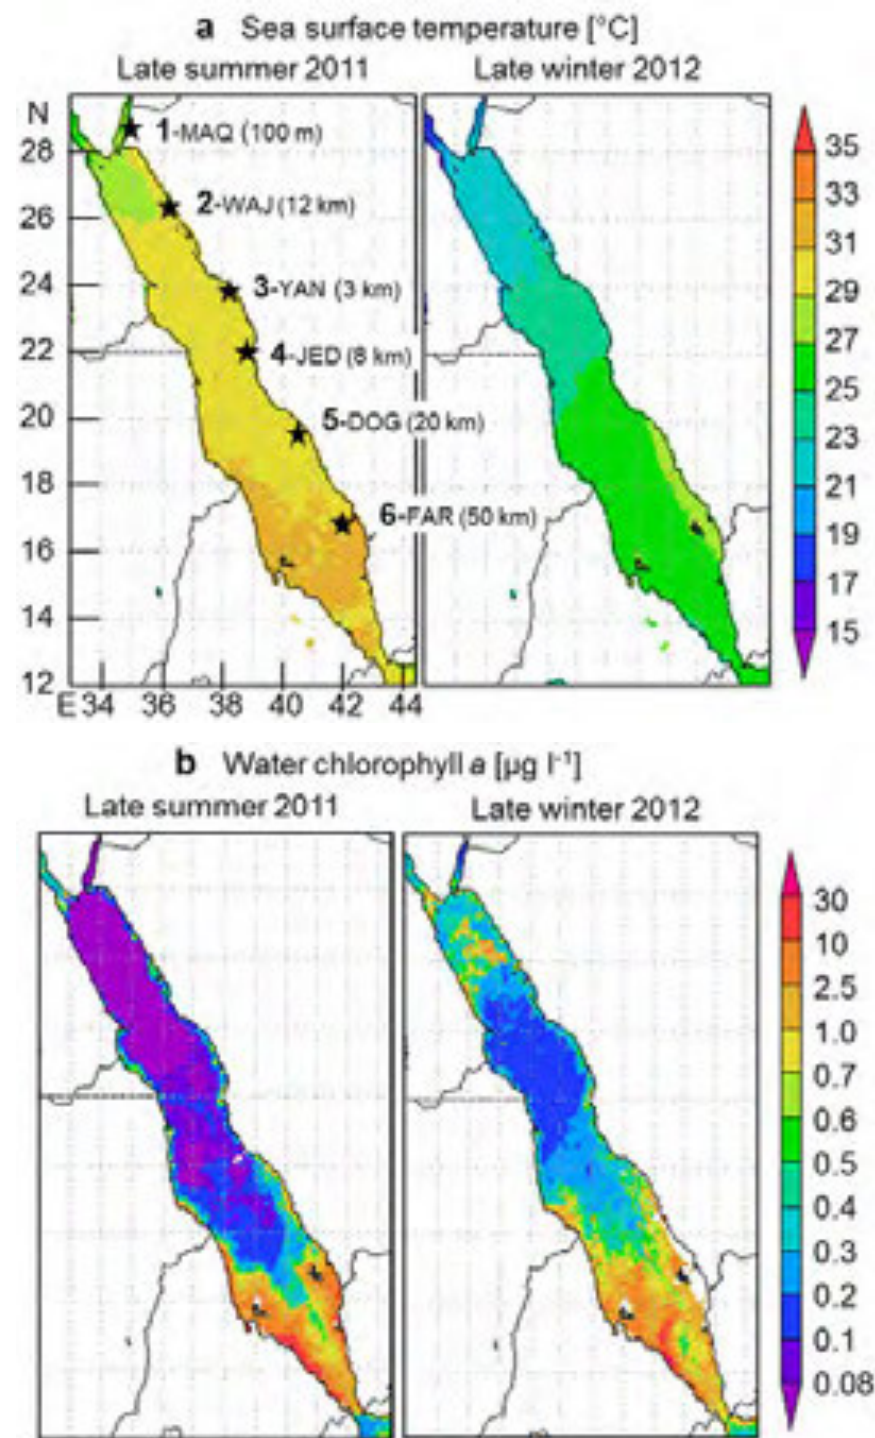 a Sea surface temperature [°C]
Late summer 2011 Late winter 2012
N
1-MAQ (100 m)
28
2-WAJ (12 km)
26
3-YAN (3 km)
24
4-JED (8 km)
22
5-DOG (20 km)
20
18
6-FAR (50 km)
16
14
12
E 34 36 38 40 42 44
35
33
31
29
27
25
23
21
19
17
15
b Water chlorophyll a [µg l⁻¹]
Late summer 2011 Late winter 2012
30
10
2.5
1.0
0.7
0.6
0.5
0.4
0.3
0.2
0.1
0.08